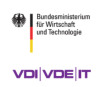 Bundesministerium
für Wirtschaft
und Technologie
VDI|VDE|IT